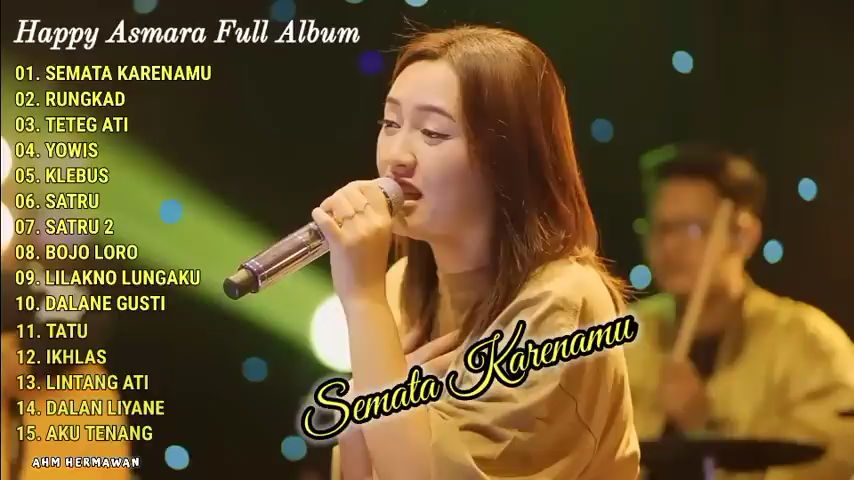 Happy Asmara Full Album
01. SEMATA KARENAMU
02. RUNGKAD
03. TETEG ATI
04. YOWIS
05. KLEBUS
06. SATRU
07. SATRU 2
08. BOJO LORO
09. LILAKNO LUNGAKU
10. DALANE GUSTI
11. TATU
12. IKHLAS
13. LINTANG ATI
14. DALAN LIYANE
15. AKU TENANG
AHM HERMAWAN
Semata Karenamu